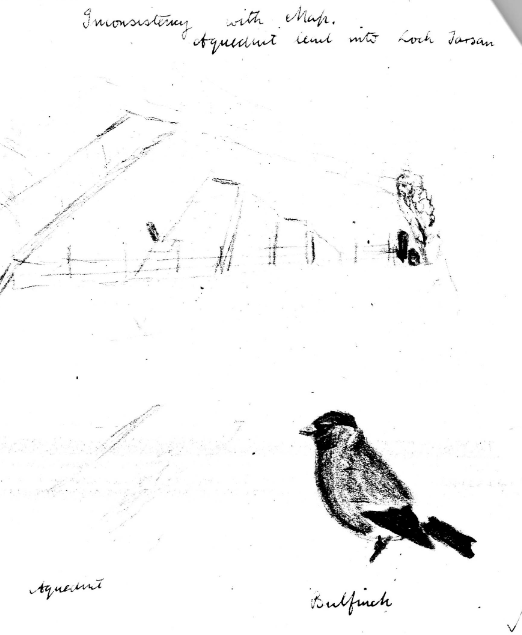 Inconsistency with Map.
Aqueduct lead into Loch Tarsan
Aqueduct
Bulfinch